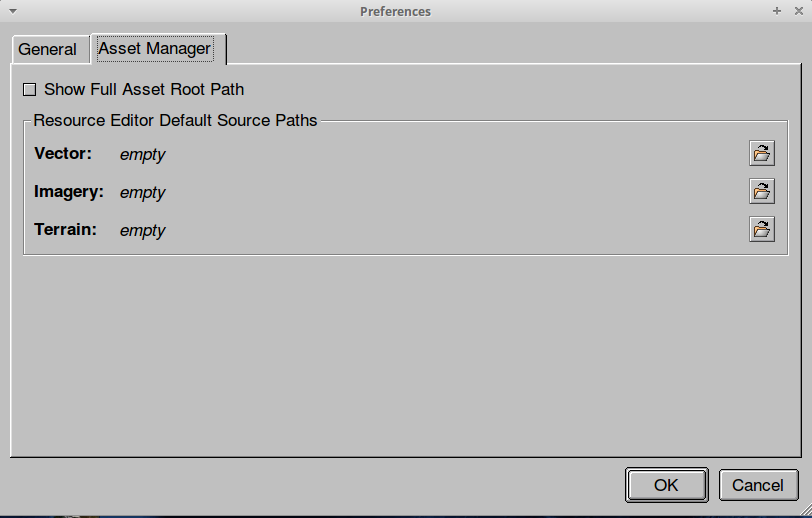 Preferences
General Asset Manager
Show Full Asset Root Path
Resource Editor Default Source Paths
Vector: empty
Imagery: empty
Terrain: empty
OK Cancel